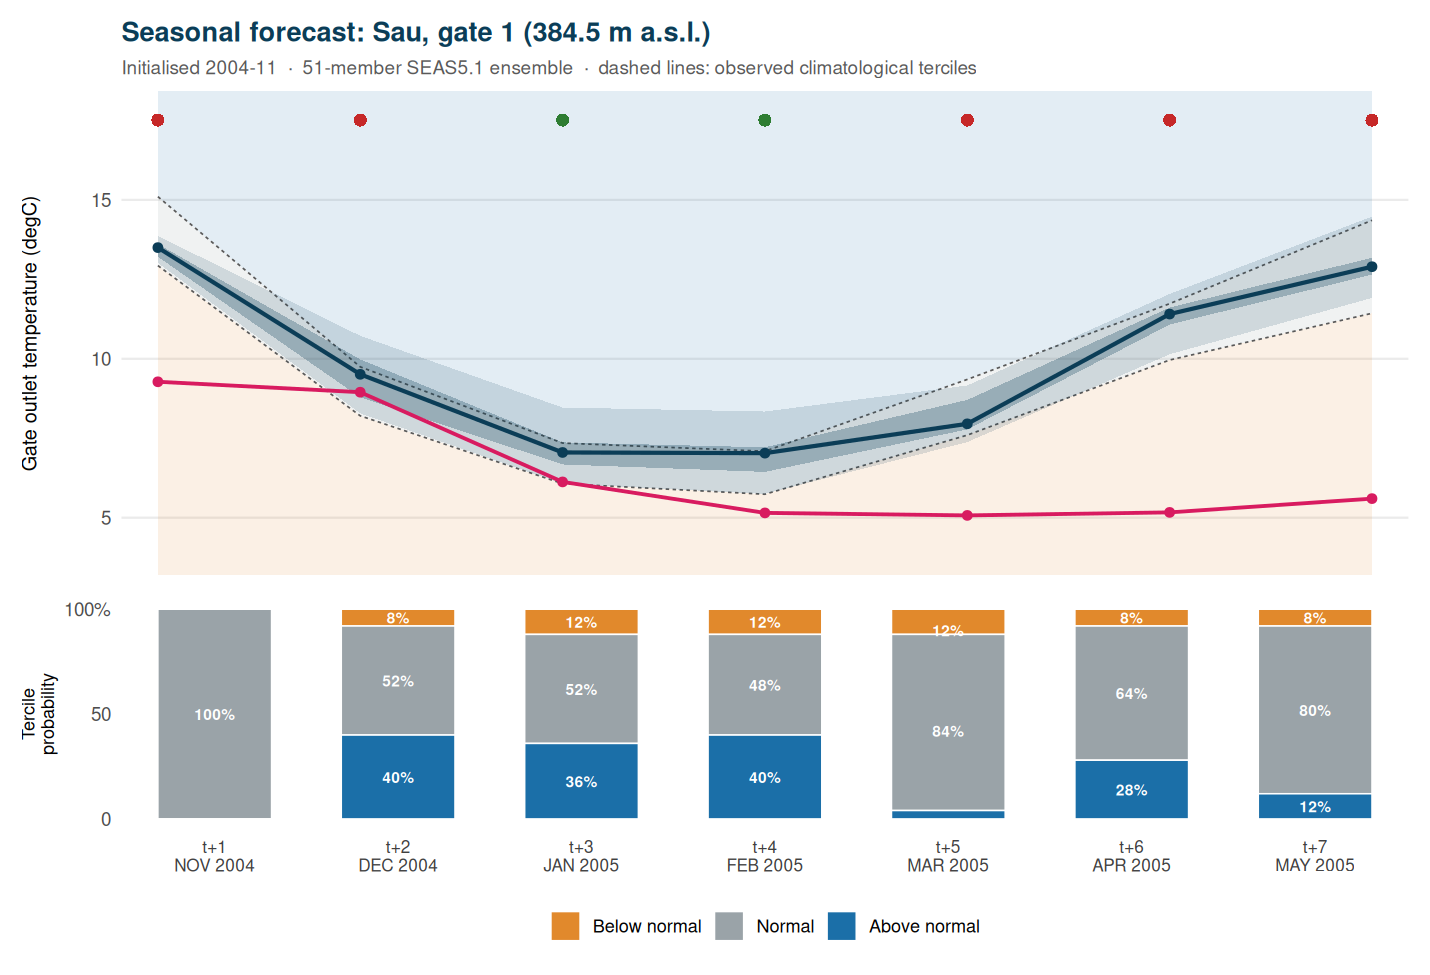 Seasonal forecast: Sau, gate 1 (384.5 m a.s.l.)
Initialised 2004-11 · 51-member SEAS5.1 ensemble · dashed lines: observed climatological terciles
Gate outlet temperature (degC)
15
10
5
Tercile
probability
100%
50
0
100%
8%
52%
40%
12%
52%
36%
12%
48%
40%
12%
84%
8%
64%
28%
8%
80%
12%
t+1
NOV 2004
t+2
DEC 2004
t+3
JAN 2005
t+4
FEB 2005
t+5
MAR 2005
t+6
APR 2005
t+7
MAY 2005
Below normal
Normal
Above normal